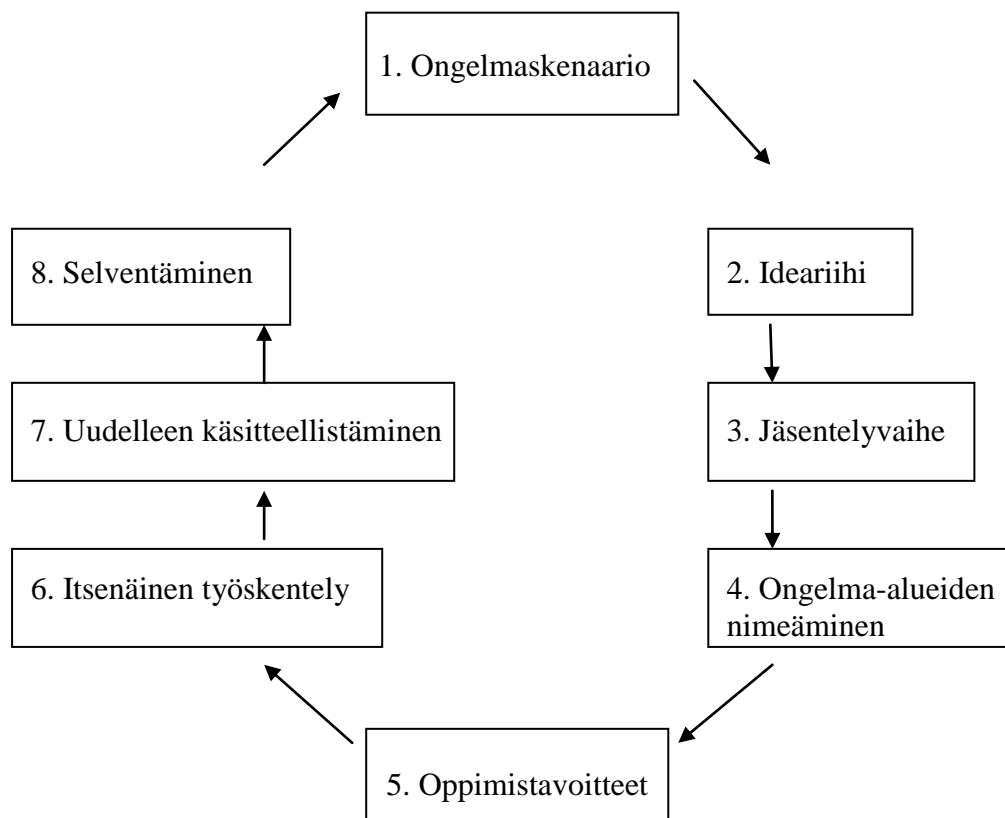 1. Ongelmaskenaario
2. Ideariihi
3. Jäsentelyvaihe
4. Ongelma-alueiden
nimeäminen
5. Oppimistavoitteet
6. Itsenäinen työskentely
7. Uudelleen käsitteellistäminen
8. Selventäminen